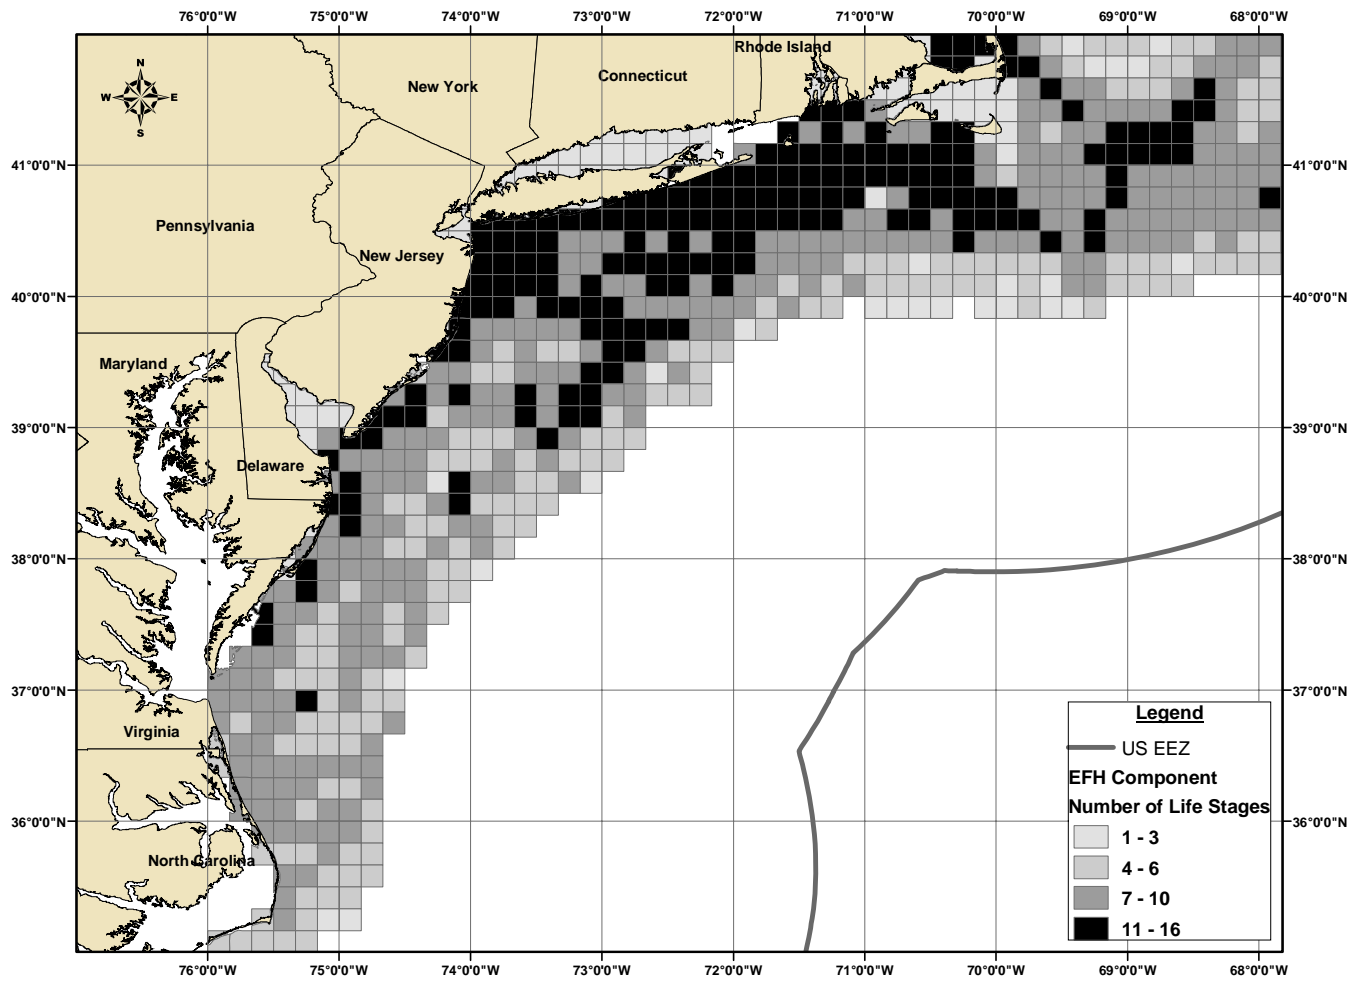 76°0'0"W 75°0'0"W 74°0'0"W 73°0'0"W 72°0'0"W 71°0'0"W 70°0'0"W 69°0'0"W 68°0'0"W
N
W E
S
Rhode Island
Connecticut
New York
41°0'0"N 41°0'0"N
Pennsylvania
New Jersey
40°0'0"N 40°0'0"N
Maryland
39°0'0"N 39°0'0"N
Delaware
38°0'0"N 38°0'0"N
37°0'0"N 37°0'0"N
Virginia
36°0'0"N 36°0'0"N
North Carolina
Legend
US EEZ
EFH Component
Number of Life Stages
1 - 3
4 - 6
7 - 10
11 - 16
76°0'0"W 75°0'0"W 74°0'0"W 73°0'0"W 72°0'0"W 71°0'0"W 70°0'0"W 69°0'0"W 68°0'0"W